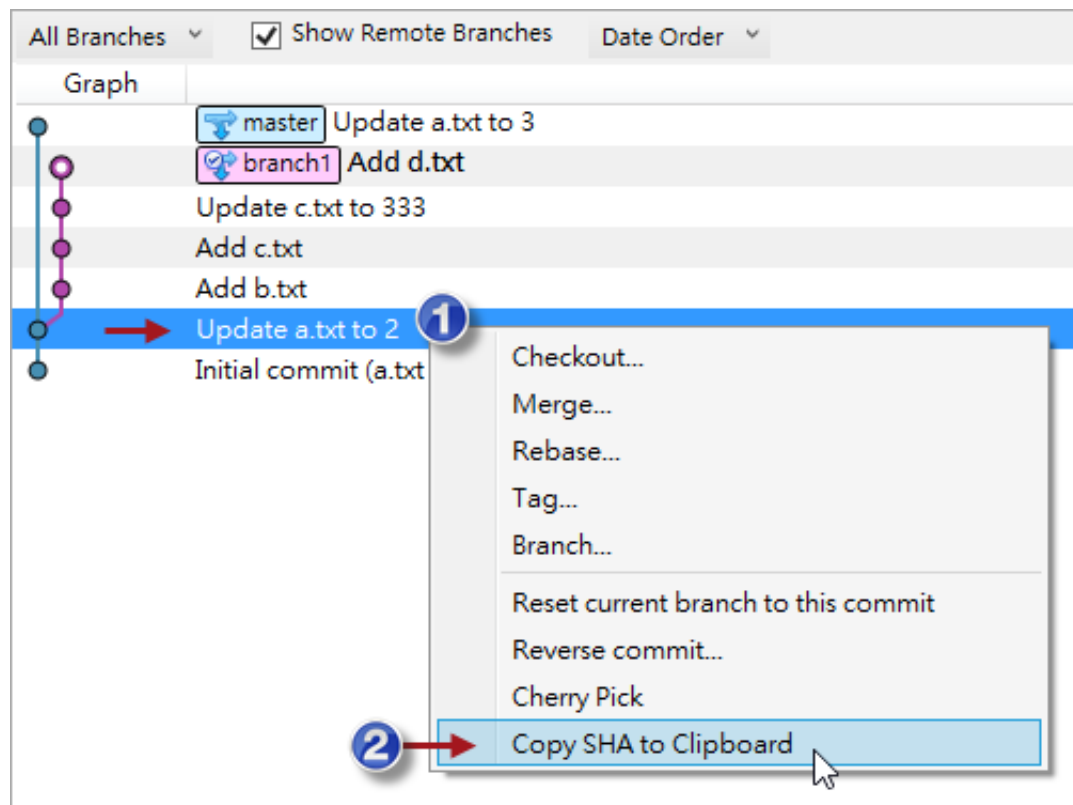 All Branches Show Remote Branches Date Order
Graph
master Update a.txt to 3
branch1 Add d.txt
Update c.txt to 333
Add c.txt
Add b.txt
Update a.txt to 2 1
Initial commit (a.txt
Checkout...
Merge...
Rebase...
Tag...
Branch...
Reset current branch to this commit
Reverse commit...
Cherry Pick
2 Copy SHA to Clipboard